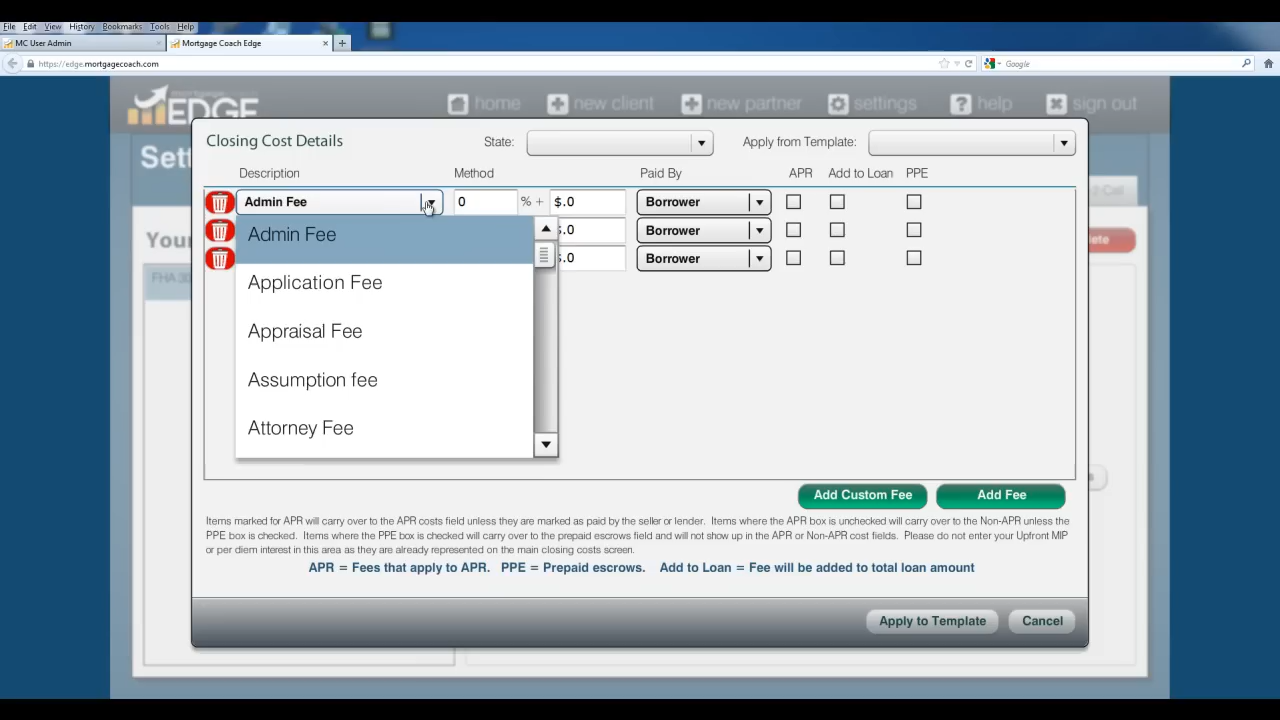 File Edit View History Bookmarks Tools Help
MC User Admin × Mortgage Coach Edge × +
https://edge.mortgagecoach.com Google
EDGE home new client new partner settings help sign out
Closing Cost Details State: Apply from Template:
Description Method Paid By APR Add to Loan PPE
Admin Fee 0 % + $.0 Borrower
Admin Fee $.0 Borrower
$.0 Borrower
Application Fee
Appraisal Fee
Assumption fee
Attorney Fee
Add Custom Fee Add Fee
Items marked for APR will carry over to the APR costs field unless they are marked as paid by the seller or lender. Items where the APR box is unchecked will carry over to the Non-APR unless the
PPE box is checked. Items where the PPE box is checked will carry over to the prepaid escrows field and will not show up in the APR or Non-APR cost fields. Please do not enter your Upfront MIP
or per diem interest in this area as they are already represented on the main closing costs screen.
APR = Fees that apply to APR. PPE = Prepaid escrows. Add to Loan = Fee will be added to total loan amount
Apply to Template Cancel